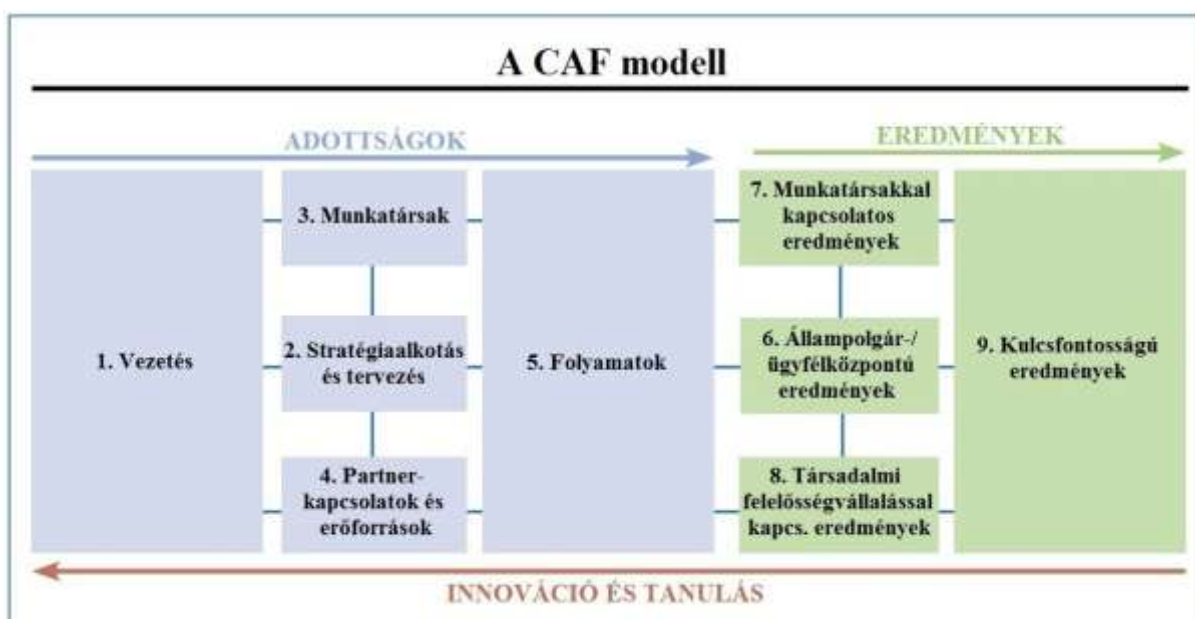 A CAF modell
ADOTTSÁGOK
EREDMÉNYEK
1. Vezetés
3. Munkatársak
2. Stratégiaalkotás
és tervezés
4. Partner-
kapcsolatok és
erőforrások
5. Folyamatok
7. Munkatársakkal
kapcsolatos
eredmények
6. Állampolgár-/
ügyfélközpontú
eredmények
8. Társadalmi
felelősségvállalással
kapcs. eredmények
9. Kulcsfontosságú
eredmények
INNOVÁCIÓ ÉS TANULÁS